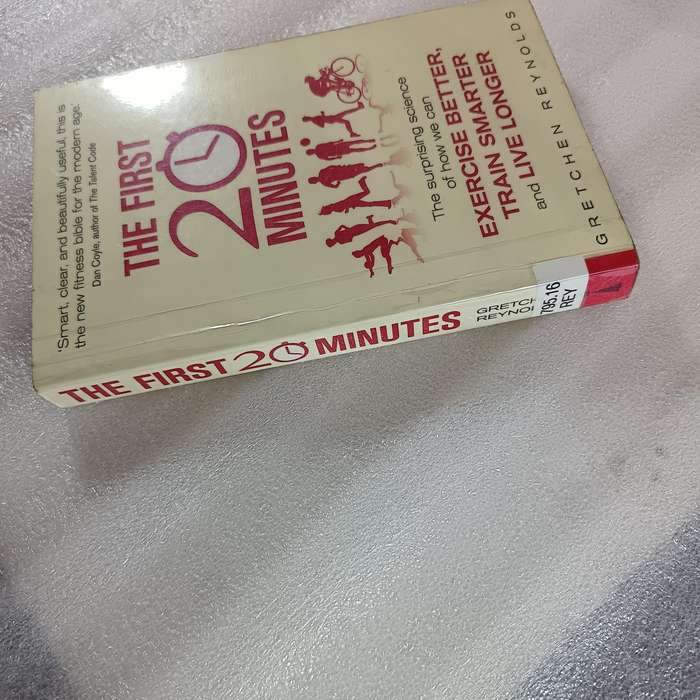 'Smart, clear, and beautifully useful, this is
the new fitness bible for the modern age.'
Dan Coyle, author of The Talent Code
THE FIRST
20
MINUTES
The surprising science
of how we can
EXERCISE BETTER,
TRAIN SMARTER
and LIVE LONGER
GRETCHEN REYNOLDS
THE FIRST 20 MINUTES
GRETCH
REYNOL
795.16
REY